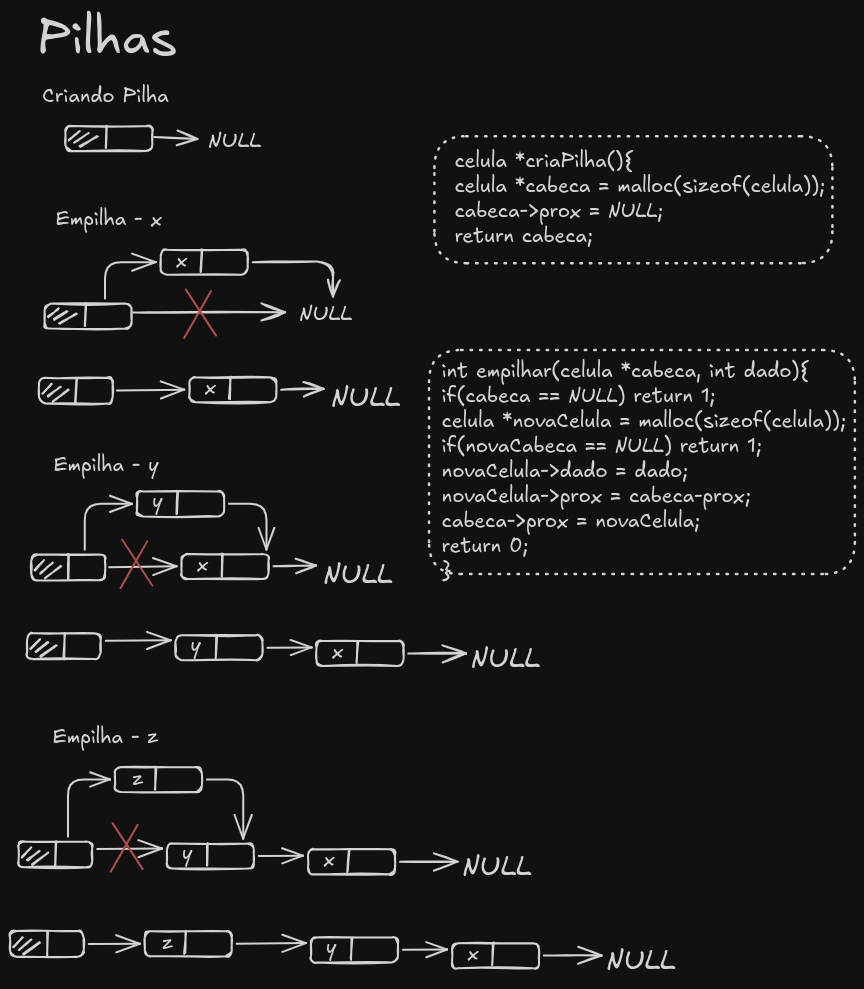 Pilhas
Criando Pilha
NULL
celula *criaPilha(){
celula *cabeca = malloc(sizeof(celula));
cabeca->prox = NULL;
return cabeca;
Empilha - x
x
NULL
x
NULL
int empilhar(celula *cabeca, int dado){
if(cabeca == NULL) return 1;
celula *novaCelula = malloc(sizeof(celula));
if(novaCabeca == NULL) return 1;
novaCelula->dado = dado;
novaCelula->prox = cabeca-prox;
cabeca->prox = novaCelula;
return 0;
}
Empilha - y
y
x NULL
y x NULL
Empilha - z
z
y x NULL
z y x NULL